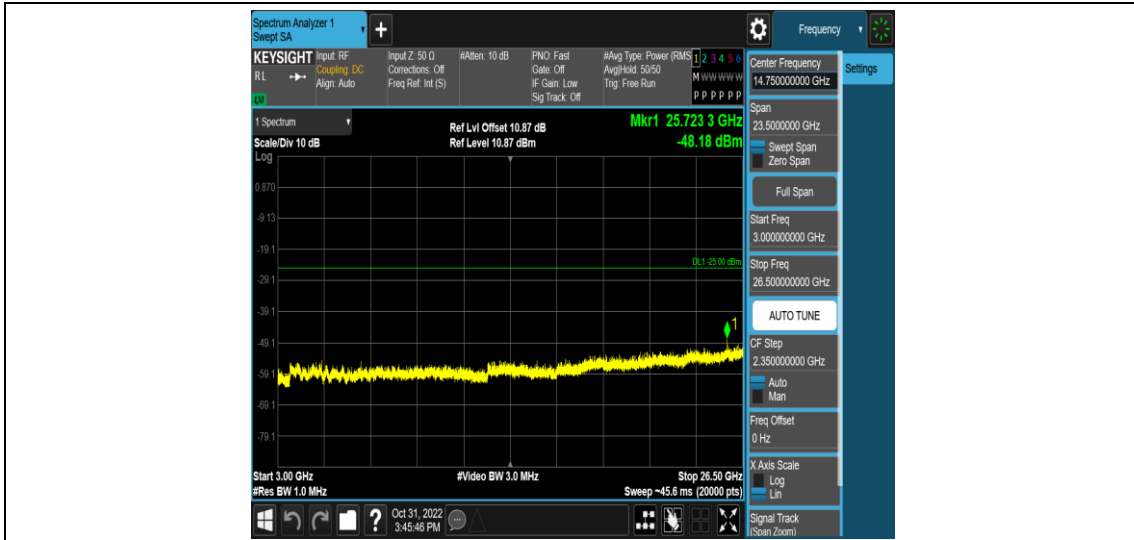 Spectrum Analyzer 1
Swept SA
+
Frequency
KEYSIGHT
RL
Input: RF
Coupling: DC
Align: Auto
Input Z: 50 Ω
Corrections: Off
Freq Ref: Int (S)
#Atten: 10 dB
PNO: Fast
Gate: Off
IF Gain: Low
Sig Track: Off
#Avg Type: Power (RMS
Avg|Hold: 50/50
Trig: Free Run
1 2 3 4 5 6
M W W W W W
P P P P P P
1 Spectrum
Scale/Div 10 dB
Log
Ref Lvl Offset 10.87 dB
Ref Level 10.87 dBm
Mkr1 25.723 3 GHz
-48.18 dBm
0.870
-9.13
-19.1
DL1 -25.00 dBm
-29.1
-39.1
1
-49.1
-59.1
-69.1
-79.1
Start 3.00 GHz
#Res BW 1.0 MHz
#Video BW 3.0 MHz
Stop 26.50 GHz
Sweep ~45.6 ms (20000 pts)
Oct 31, 2022
3:45:46 PM
?
Center Frequency
14.750000000 GHz
Settings
Span
23.5000000 GHz
Swept Span
Zero Span
Full Span
Start Freq
3.000000000 GHz
Stop Freq
26.500000000 GHz
AUTO TUNE
CF Step
2.350000000 GHz
Auto
Man
Freq Offset
0 Hz
X Axis Scale
Log
Lin
Signal Track
(Span Zoom)